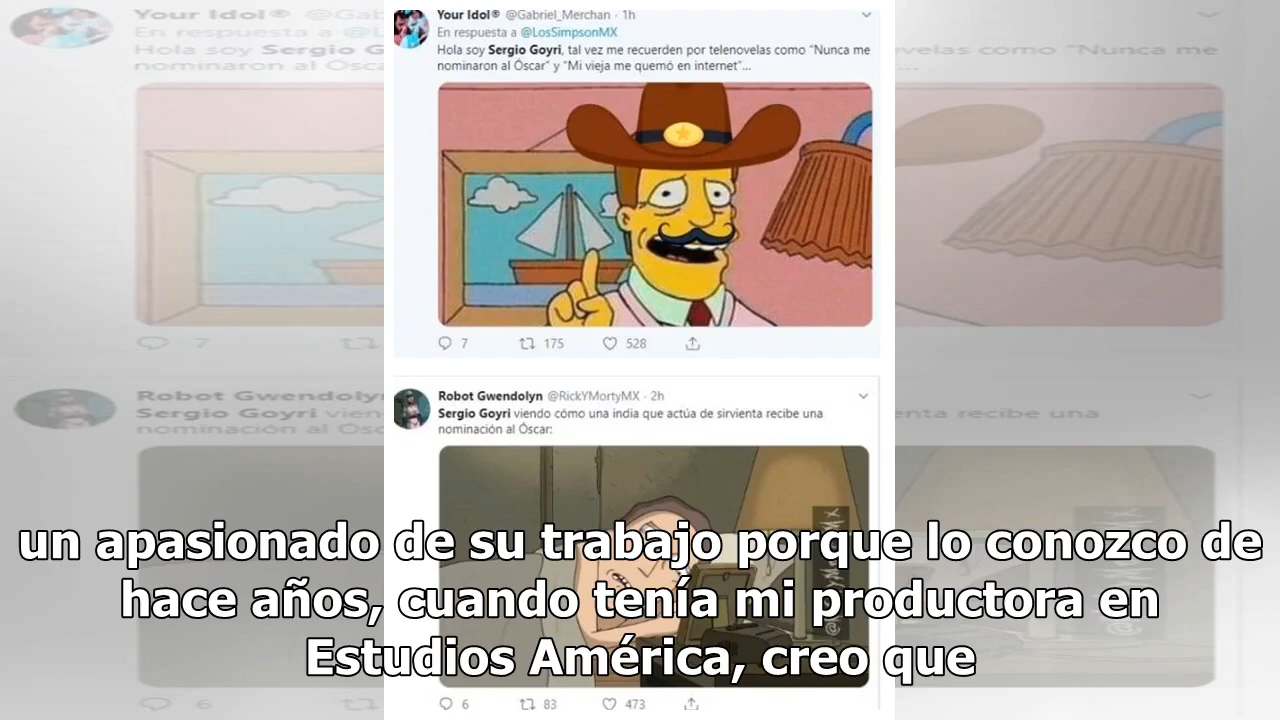 Your Idol® @Gabriel_Merchan · 1h
En respuesta a @LosSimpsonMX
Hola soy Sergio Goyri, tal vez me recuerden por telenovelas como "Nunca me
nominaron al Óscar" y "Mi vieja me quemó en internet"...
7 175 528
Robot Gwendolyn @RickYMortyMX · 2h
Sergio Goyri viendo cómo una india que actúa de sirvienta recibe una
nominación al Óscar:
un apasionado de su trabajo porque lo conozco de
hace años, cuando tenía mi productora en
Estudios América, creo que
6 83 473